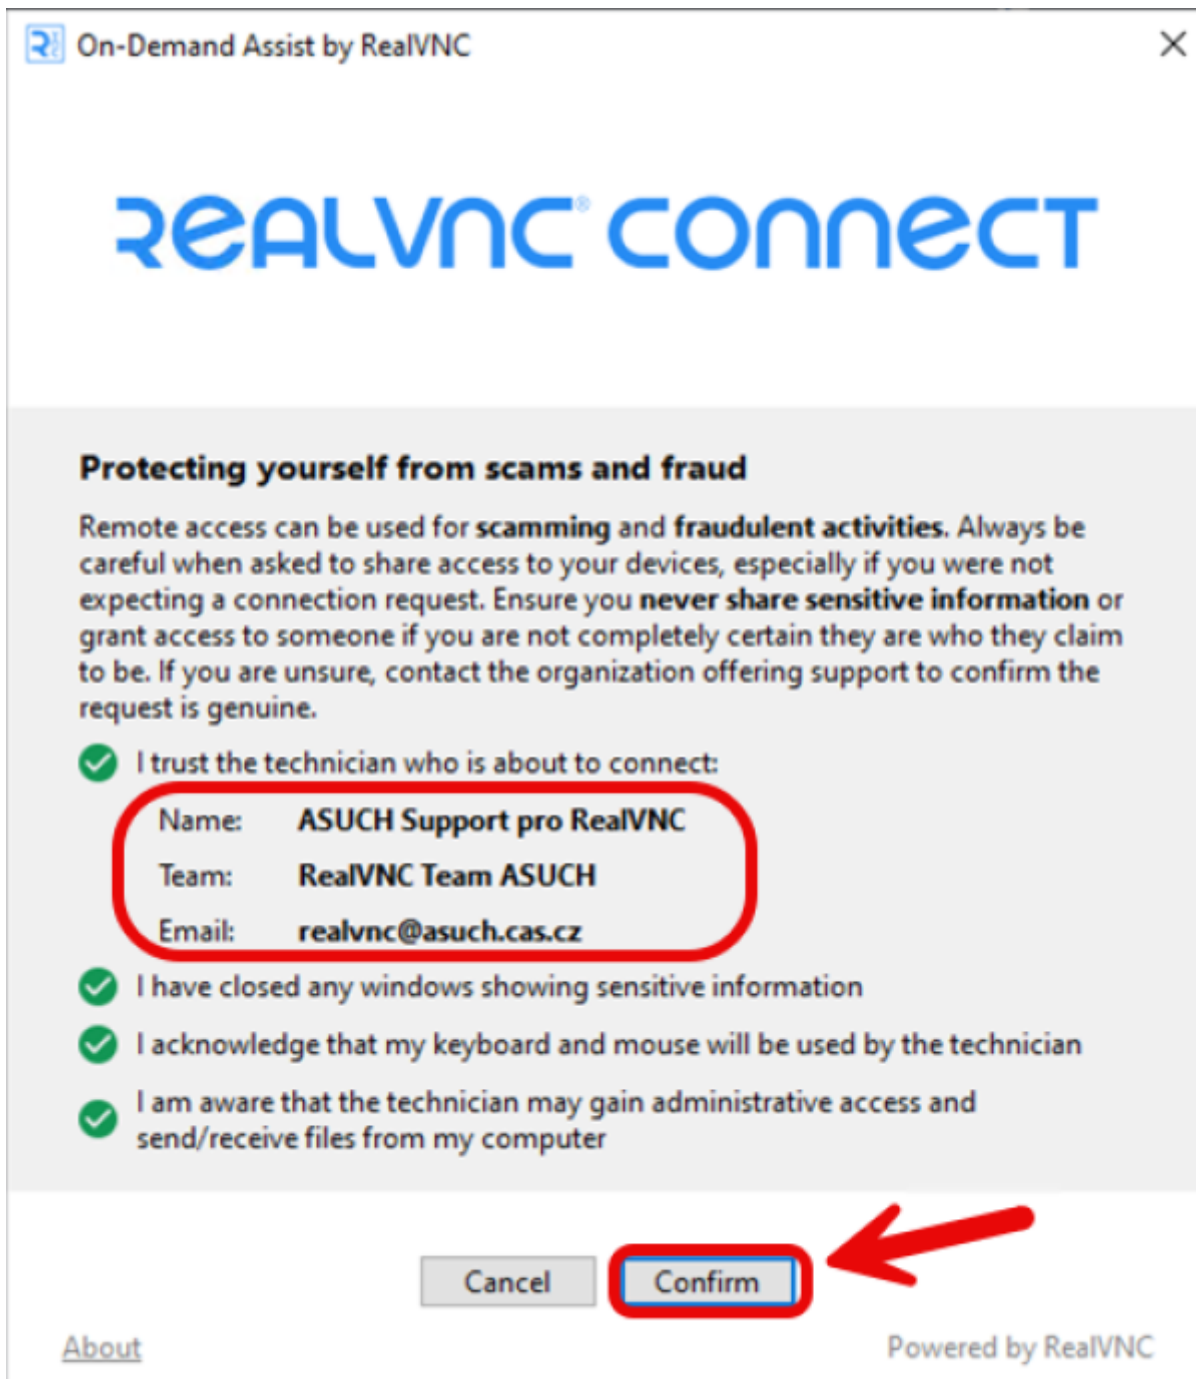 On-Demand Assist by RealVNC
REALVNC® CONNECT
Protecting yourself from scams and fraud
Remote access can be used for scamming and fraudulent activities. Always be
careful when asked to share access to your devices, especially if you were not
expecting a connection request. Ensure you never share sensitive information or
grant access to someone if you are not completely certain they are who they claim
to be. If you are unsure, contact the organization offering support to confirm the
request is genuine.
I trust the technician who is about to connect:
Name: ASUCH Support pro RealVNC
Team: RealVNC Team ASUCH
Email: realvnc@asuch.cas.cz
I have closed any windows showing sensitive information
I acknowledge that my keyboard and mouse will be used by the technician
I am aware that the technician may gain administrative access and
send/receive files from my computer
Cancel Confirm
About Powered by RealVNC